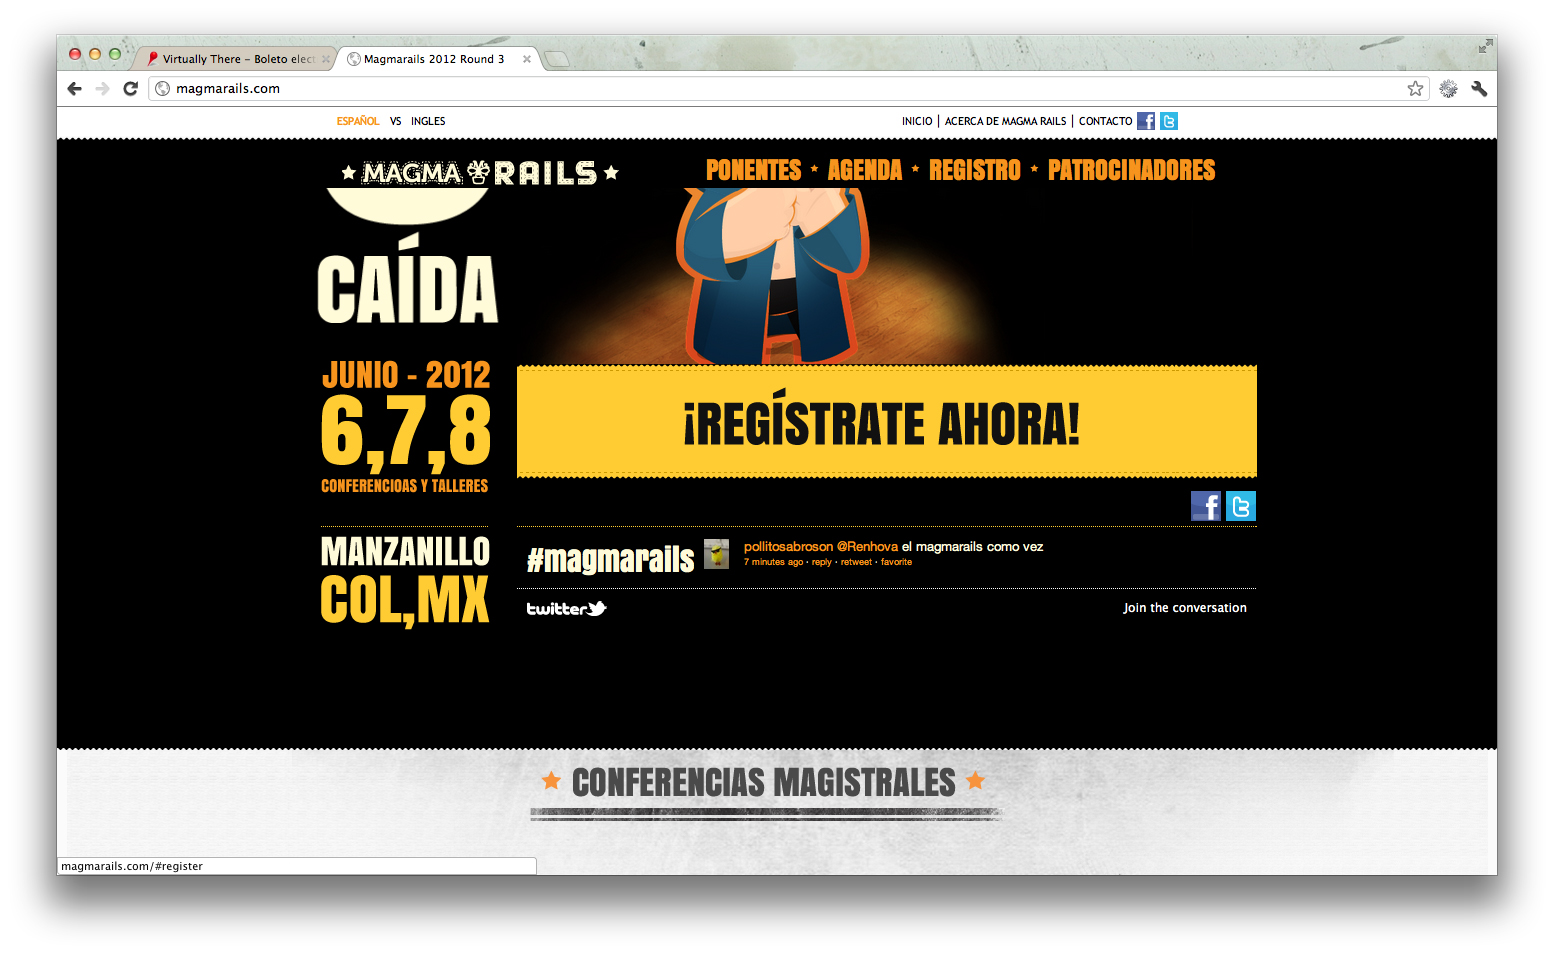 Virtually There – Boleto elect
Magmarails 2012 Round 3
magmarails.com
ESPAÑOL VS INGLES
INICIO | ACERCA DE MAGMA RAILS | CONTACTO
MAGMA RAILS
PONENTES AGENDA REGISTRO PATROCINADORES
CAÍDA
JUNIO - 2012
6,7,8
CONFERENCIOAS Y TALLERES
¡REGÍSTRATE AHORA!
MANZANILLO
COL,MX
#magmarails
pollitosabroson @Renhova el magmarails como vez
7 minutes ago · reply · retweet · favorite
twitter
Join the conversation
CONFERENCIAS MAGISTRALES
magmarails.com/#register